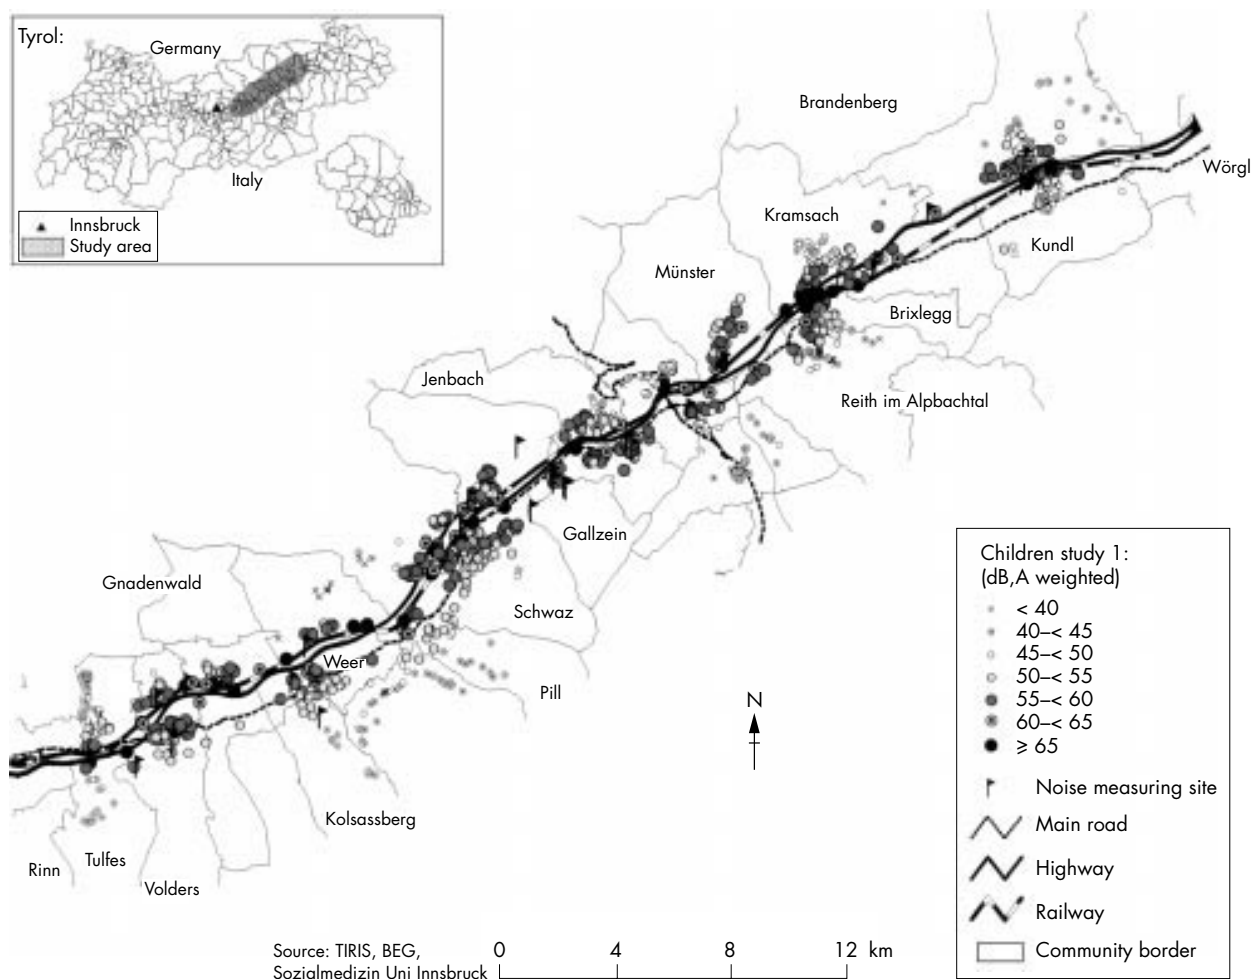 Tyrol:
Germany
Italy
Innsbruck
Study area
Brandenberg
Wörgl
Kramsach
Kundl
Münster
Brixlegg
Jenbach
Reith im Alpbachtal
Gallzein
Gnadenwald
Schwaz
Weer
Pill
Kolsassberg
Rinn
Tulfes
Volders
N
Children study 1:
(dB,A weighted)
< 40
40–< 45
45–< 50
50–< 55
55–< 60
60–< 65
≥ 65
Noise measuring site
Main road
Highway
Railway
Community border
Source: TIRIS, BEG,
Sozialmedizin Uni Innsbruck
0 4 8 12 km